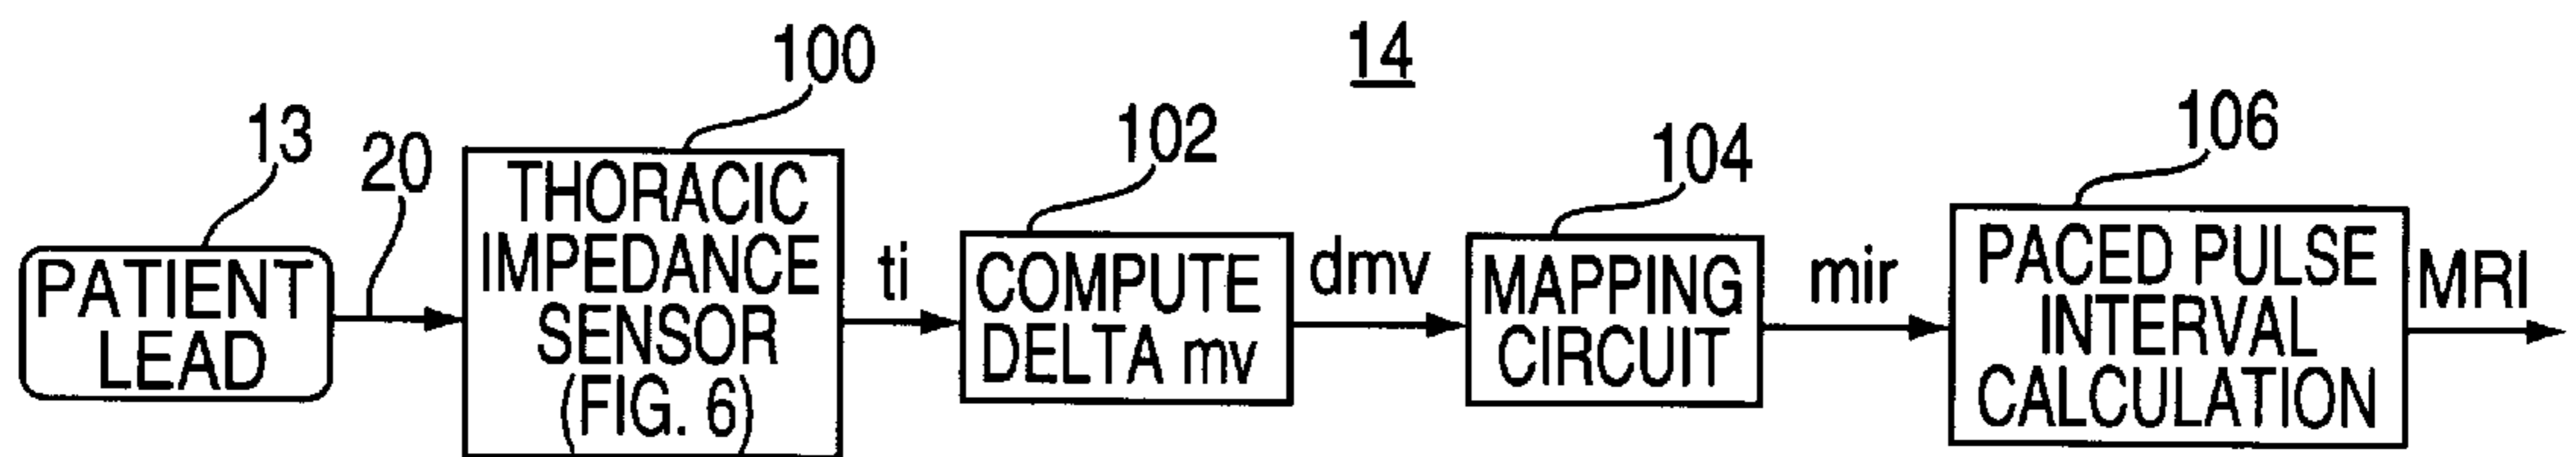 14
13
20
100
102
104
106
PATIENT
LEAD
THORACIC
IMPEDANCE
SENSOR
(FIG. 6)
ti
COMPUTE
DELTA mv
dmv
MAPPING
CIRCUIT
mir
PACED PULSE
INTERVAL
CALCULATION
MRI